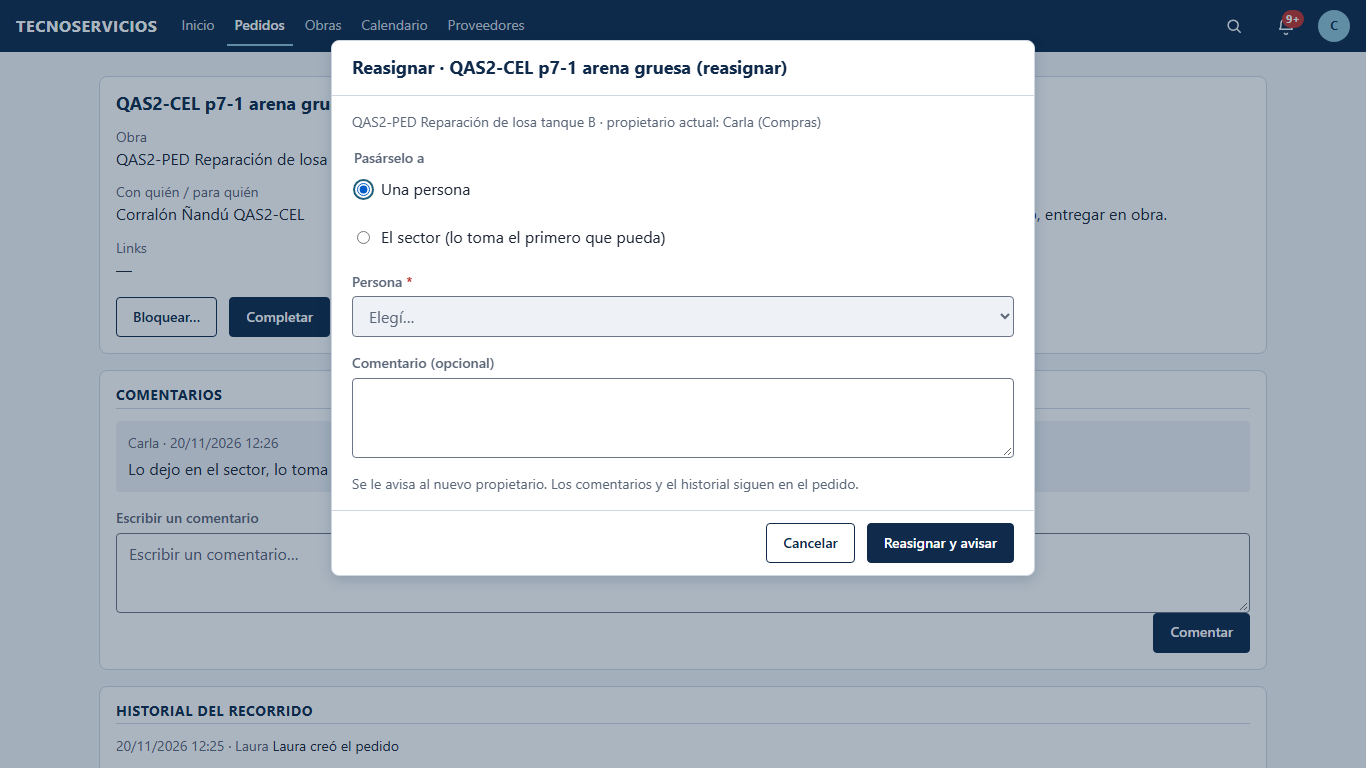 TECNOSERVICIOS Inicio Pedidos Obras Calendario Proveedores 9+ C
Reasignar · QAS2-CEL p7-1 arena gruesa (reasignar)
QAS2-PED Reparación de losa tanque B · propietario actual: Carla (Compras)
Pasárselo a
Una persona
El sector (lo toma el primero que pueda)
Persona *
Elegí...
Comentario (opcional)
Se le avisa al nuevo propietario. Los comentarios y el historial siguen en el pedido.
Cancelar
Reasignar y avisar
QAS2-CEL p7-1 arena gru
Obra
QAS2-PED Reparación de losa
Con quién / para quién
Corralón Ñandú QAS2-CEL
, entregar en obra.
Links
—
Bloquear...
Completar
COMENTARIOS
Carla · 20/11/2026 12:26
Lo dejo en el sector, lo toma
Escribir un comentario
Escribir un comentario...
Comentar
HISTORIAL DEL RECORRIDO
20/11/2026 12:25 · Laura Laura creó el pedido